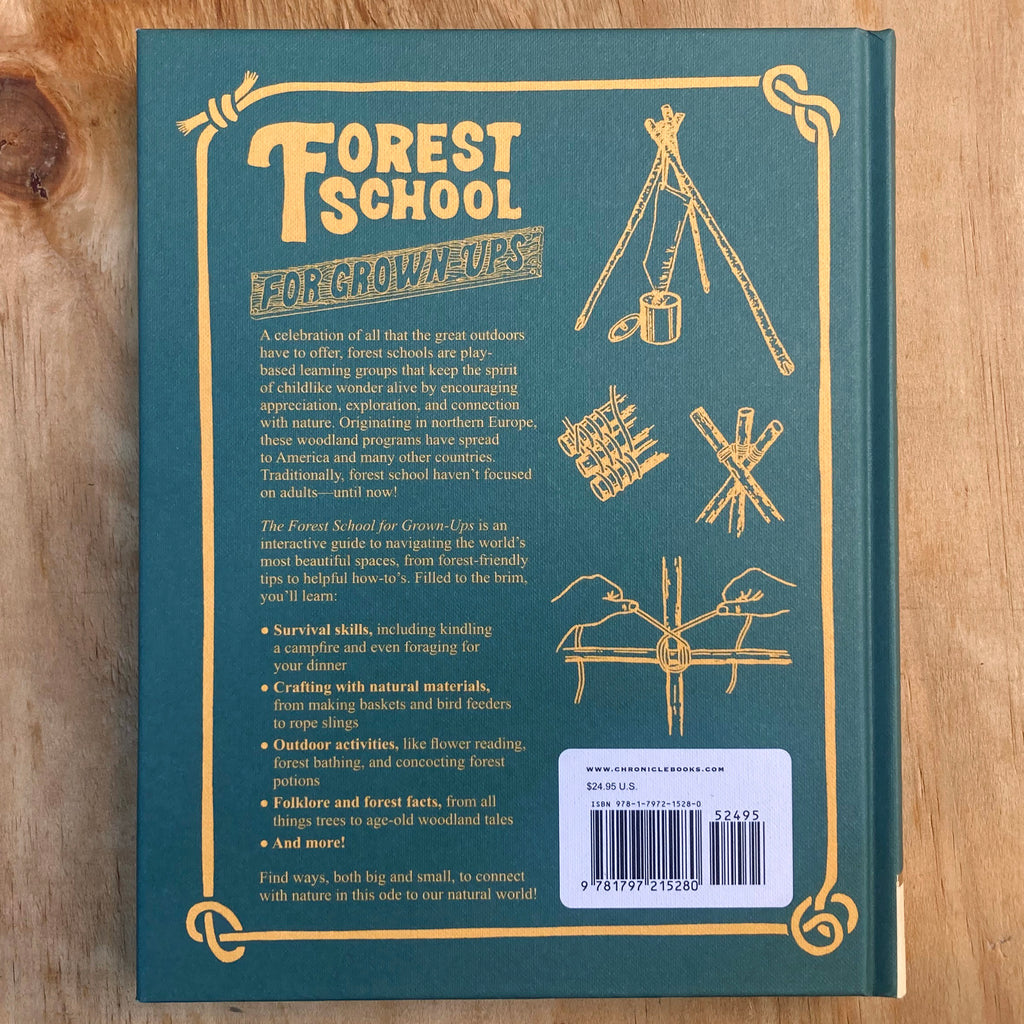 FOREST
SCHOOL
FOR GROWN-UPS
A celebration of all that the great outdoors
have to offer, forest schools are play-
based learning groups that keep the spirit
of childlike wonder alive by encouraging
appreciation, exploration, and connection
with nature. Originating in northern Europe,
these woodland programs have spread
to America and many other countries.
Traditionally, forest school haven't focused
on adults—until now!
The Forest School for Grown-Ups is an
interactive guide to navigating the world's
most beautiful spaces, from forest-friendly
tips to helpful how-to's. Filled to the brim,
you'll learn:
● Survival skills, including kindling
a campfire and even foraging for
your dinner
● Crafting with natural materials,
from making baskets and bird feeders
to rope slings
● Outdoor activities, like flower reading,
forest bathing, and concocting forest
potions
● Folklore and forest facts, from all
things trees to age-old woodland tales
● And more!
Find ways, both big and small, to connect
with nature in this ode to our natural world!
WWW.CHRONICLEBOOKS.COM
$24.95 U.S.
ISBN 978-1-7972-1528-0
52495
9 781797 215280